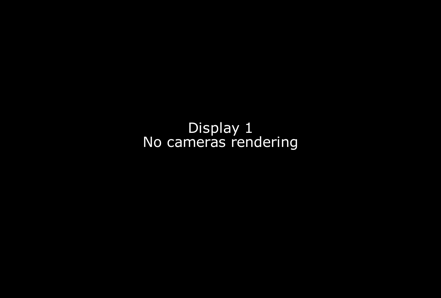 Display 1
No cameras rendering